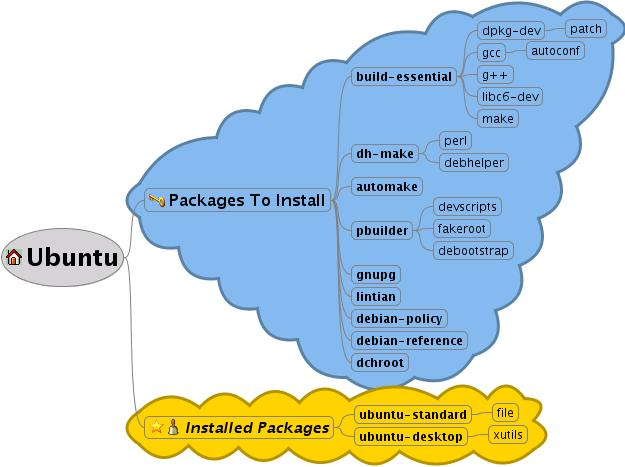 Ubuntu
Packages To Install
build-essential
dpkg-dev
patch
gcc
autoconf
g++
libc6-dev
make
dh-make
perl
debhelper
automake
pbuilder
devscripts
fakeroot
debootstrap
gnupg
lintian
debian-policy
debian-reference
dchroot
Installed Packages
ubuntu-standard
file
ubuntu-desktop
xutils